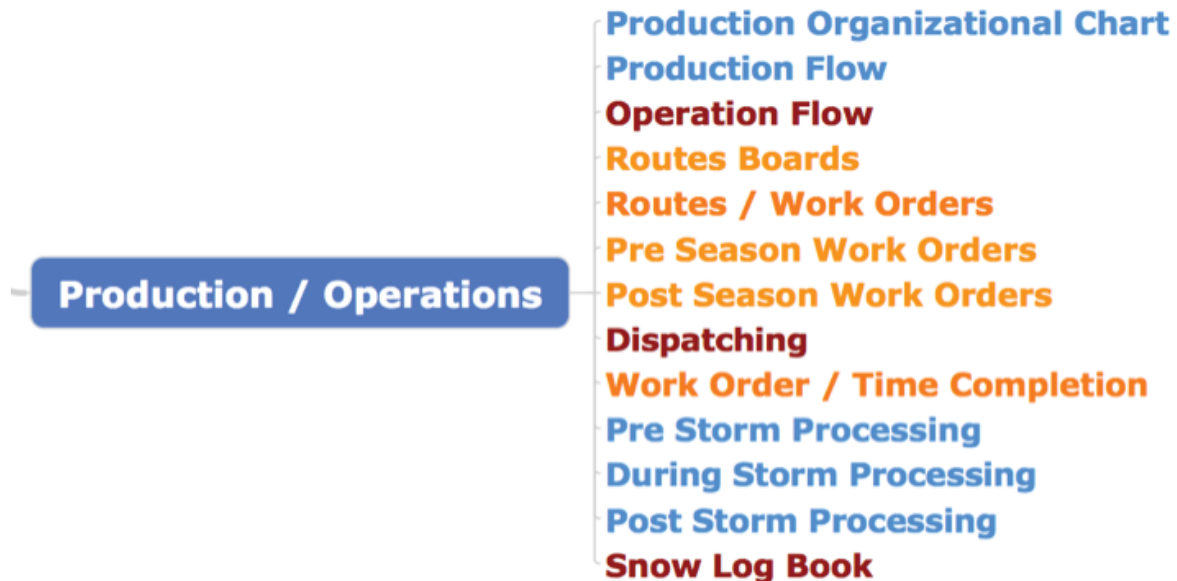 Production Organizational Chart
Production Flow
Operation Flow
Routes Boards
Routes / Work Orders
Pre Season Work Orders
Production / Operations
Post Season Work Orders
Dispatching
Work Order / Time Completion
Pre Storm Processing
During Storm Processing
Post Storm Processing
Snow Log Book